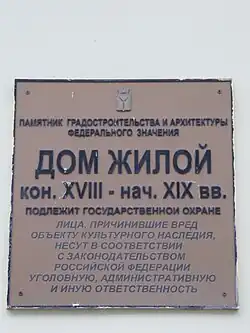 ПАМЯТНИК ГРАДОСТРОИТЕЛЬСТВА И АРХИТЕКТУРЫ
ФЕДЕРАЛЬНОГО ЗНАЧЕНИЯ
ДОМ ЖИЛОЙ
кон. XVIII - нач. XIX вв.
ПОДЛЕЖИТ ГОСУДАРСТВЕННОЙ ОХРАНЕ
ЛИЦА, ПРИЧИНИВШИЕ ВРЕД
ОБЪЕКТУ КУЛЬТУРНОГО НАСЛЕДИЯ,
НЕСУТ В СООТВЕТСТВИИ
С ЗАКОНОДАТЕЛЬСТВОМ
РОССИЙСКОЙ ФЕДЕРАЦИИ
УГОЛОВНУЮ, АДМИНИСТРАТИВНУЮ
И ИНУЮ ОТВЕТСТВЕННОСТЬ